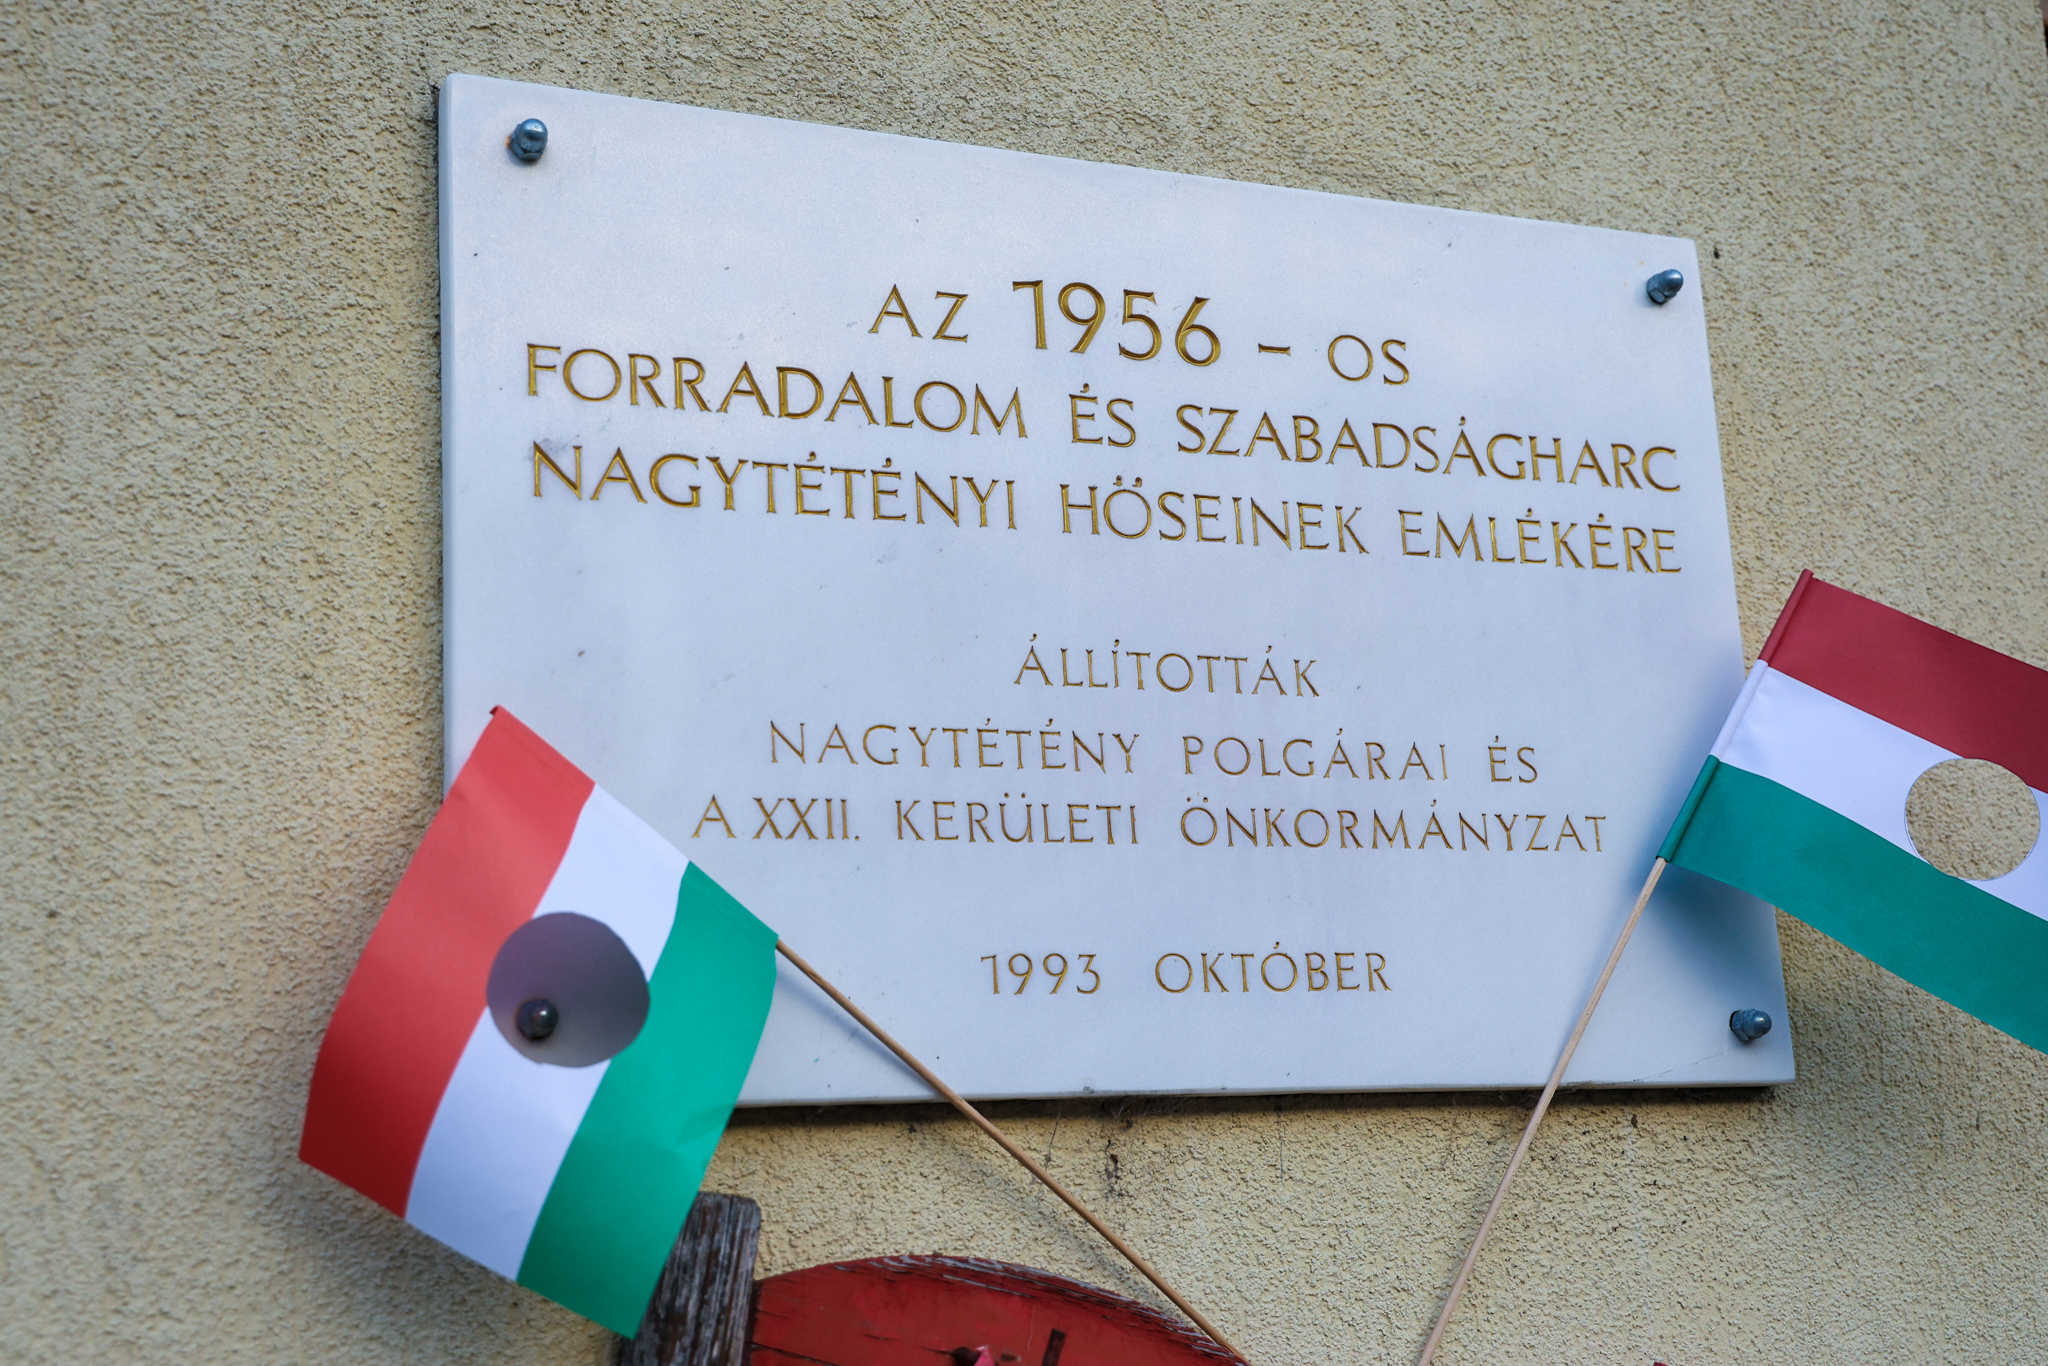 AZ 1956 - OS
FORRADALOM ÉS SZABADSÁGHARC
NAGYTÉTÉNYI HŐSEINEK EMLÉKÉRE
ÁLLÍTOTTÁK
NAGYTÉTÉNY POLGÁRAI ÉS
A XXII. KERÜLETI ÖNKORMÁNYZAT
1993 OKTÓBER